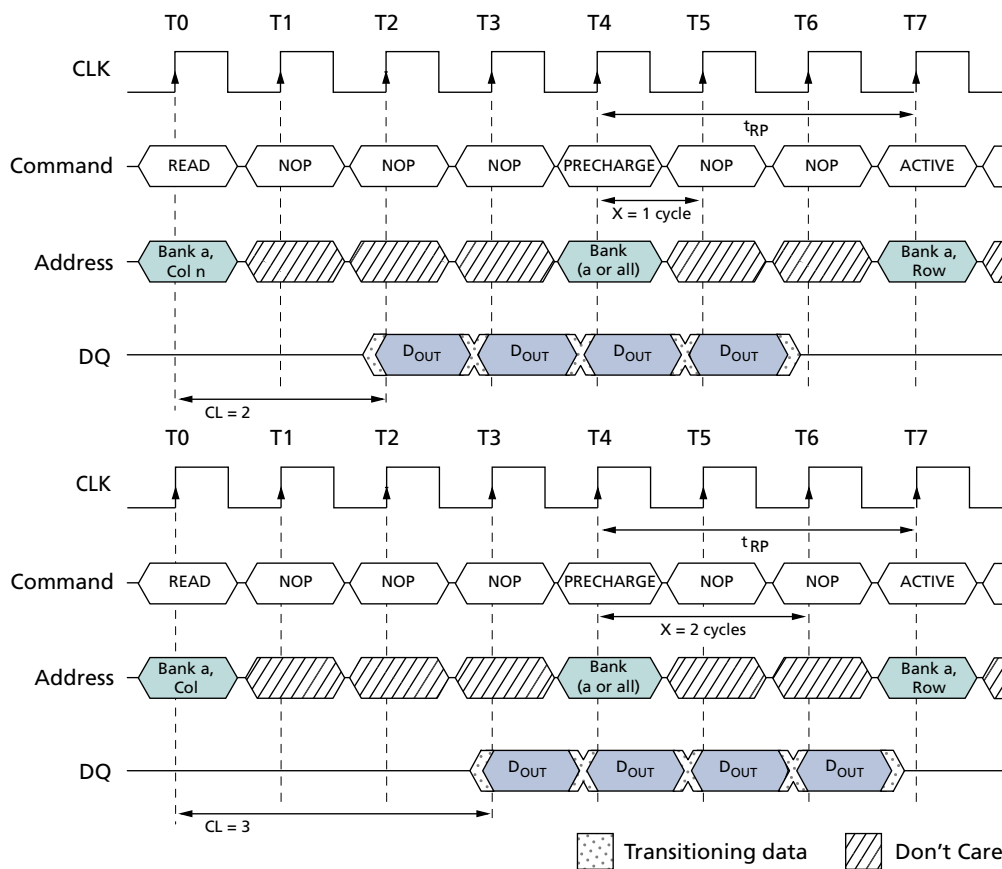 T0 T1 T2 T3 T4 T5 T6 T7
CLK
tRP
Command READ NOP NOP NOP PRECHARGE NOP NOP ACTIVE
X = 1 cycle
Address Bank a, Col n Bank (a or all) Bank a, Row
DQ DOUT DOUT DOUT DOUT
CL = 2
T0 T1 T2 T3 T4 T5 T6 T7
CLK
tRP
Command READ NOP NOP NOP PRECHARGE NOP NOP ACTIVE
X = 2 cycles
Address Bank a, Col Bank (a or all) Bank a, Row
DQ DOUT DOUT DOUT DOUT
CL = 3
Transitioning data Don't Care